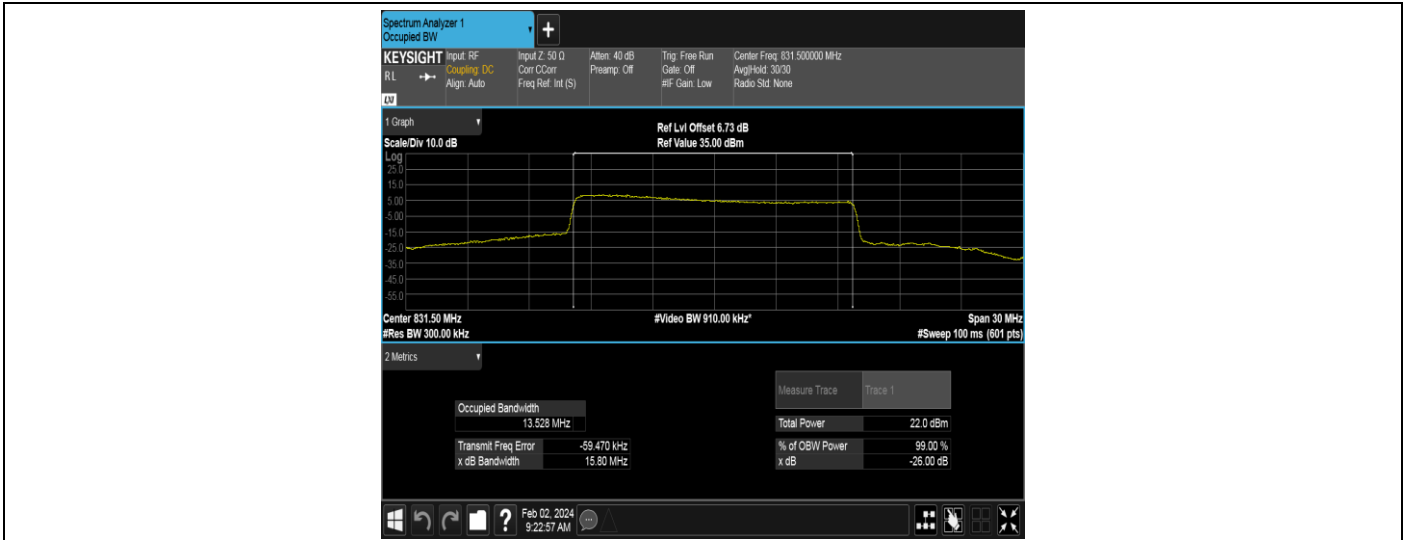 Spectrum Analyzer 1
Occupied BW
+
KEYSIGHT Input: RF Input Z: 50 Ω Atten: 40 dB Trig: Free Run Center Freq: 831.500000 MHz
RL Coupling: DC Corr CCorr Preamp: Off Gate: Off Avg|Hold: 30/30
Align: Auto Freq Ref: Int (S) #IF Gain: Low Radio Std: None
LXI
1 Graph
Ref Lvl Offset 6.73 dB
Scale/Div 10.0 dB Ref Value 35.00 dBm
Log
25.0
15.0
5.00
-5.00
-15.0
-25.0
-35.0
-45.0
-55.0
Center 831.50 MHz #Video BW 910.00 kHz* Span 30 MHz
#Res BW 300.00 kHz #Sweep 100 ms (601 pts)
2 Metrics
Measure Trace Trace 1
Occupied Bandwidth
13.528 MHz Total Power 22.0 dBm
Transmit Freq Error -59.470 kHz % of OBW Power 99.00 %
x dB Bandwidth 15.80 MHz x dB -26.00 dB
? Feb 02, 2024
9:22:57 AM